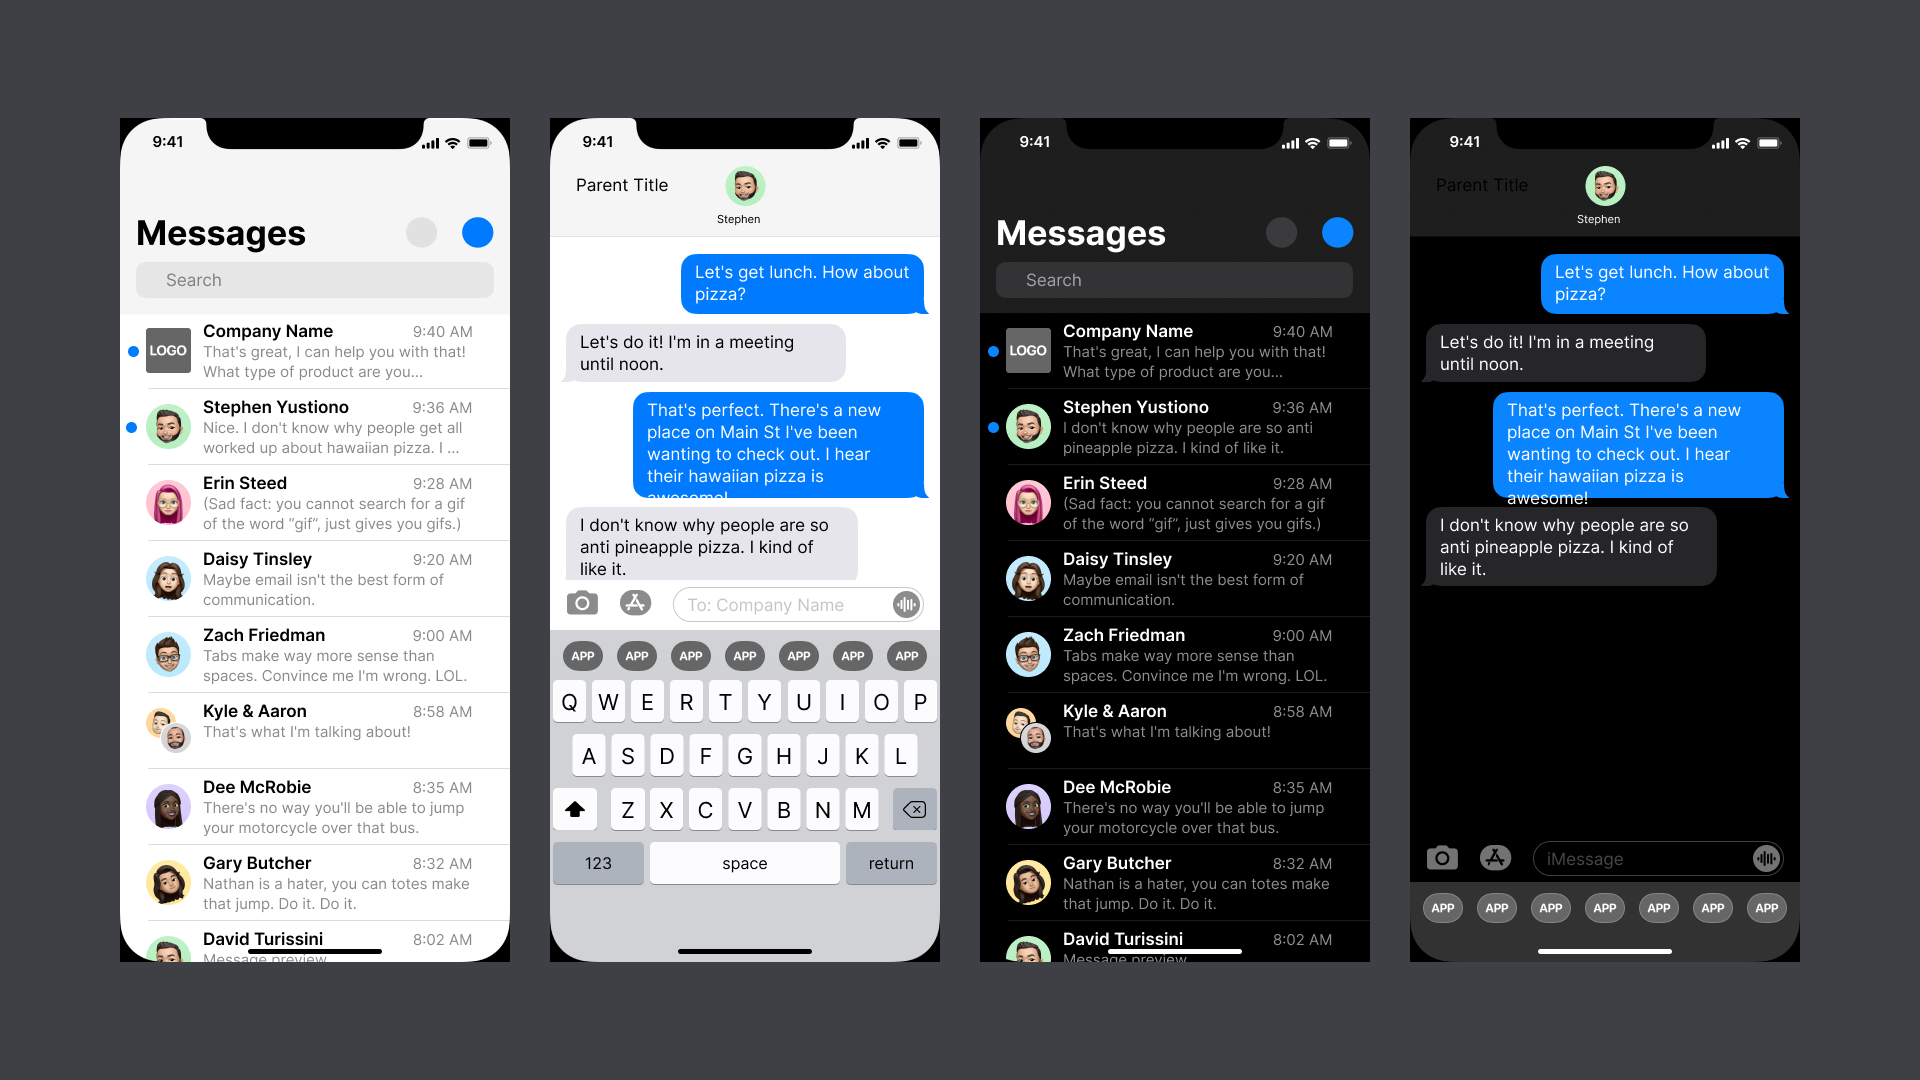 9:41
Messages
Search
Company Name 9:40 AM
LOGO
That's great, I can help you with that!
What type of product are you...
Stephen Yustiono 9:36 AM
Nice. I don't know why people get all
worked up about hawaiian pizza. I ...
Erin Steed 9:28 AM
(Sad fact: you cannot search for a gif
of the word “gif”, just gives you gifs.)
Daisy Tinsley 9:20 AM
Maybe email isn't the best form of
communication.
Zach Friedman 9:00 AM
Tabs make way more sense than
spaces. Convince me I'm wrong. LOL.
Kyle & Aaron 8:58 AM
That's what I'm talking about!
Dee McRobie 8:35 AM
There's no way you'll be able to jump
your motorcycle over that bus.
Gary Butcher 8:32 AM
Nathan is a hater, you can totes make
that jump. Do it. Do it.
David Turissini 8:02 AM
Message preview
9:41
Parent Title
Stephen
Let's get lunch. How about
pizza?
Let's do it! I'm in a meeting
until noon.
That's perfect. There's a new
place on Main St I've been
wanting to check out. I hear
their hawaiian pizza is
awesome!
I don't know why people are so
anti pineapple pizza. I kind of
like it.
To: Company Name
APP APP APP APP APP APP APP
Q W E R T Y U I O P
A S D F G H J K L
Z X C V B N M
123 space return
9:41
Messages
Search
Company Name 9:40 AM
LOGO
That's great, I can help you with that!
What type of product are you...
Stephen Yustiono 9:36 AM
I don't know why people are so anti
pineapple pizza. I kind of like it.
Erin Steed 9:28 AM
(Sad fact: you cannot search for a gif
of the word “gif”, just gives you gifs.)
Daisy Tinsley 9:20 AM
Maybe email isn't the best form of
communication.
Zach Friedman 9:00 AM
Tabs make way more sense than
spaces. Convince me I'm wrong. LOL.
Kyle & Aaron 8:58 AM
That's what I'm talking about!
Dee McRobie 8:35 AM
There's no way you'll be able to jump
your motorcycle over that bus.
Gary Butcher 8:32 AM
Nathan is a hater, you can totes make
that jump. Do it. Do it.
David Turissini 8:02 AM
Message preview
9:41
Parent Title
Stephen
Let's get lunch. How about
pizza?
Let's do it! I'm in a meeting
until noon.
That's perfect. There's a new
place on Main St I've been
wanting to check out. I hear
their hawaiian pizza is
awesome!
I don't know why people are so
anti pineapple pizza. I kind of
like it.
iMessage
APP APP APP APP APP APP APP